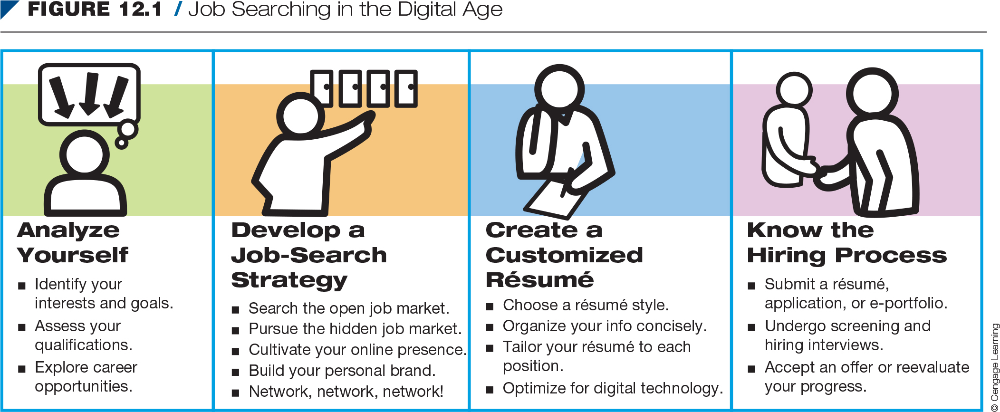 FIGURE 12.1 / Job Searching in the Digital Age
Analyze
Yourself
■ Identify your
interests and goals.
■ Assess your
qualifications.
■ Explore career
opportunities.
Develop a
Job-Search
Strategy
■ Search the open job market.
■ Pursue the hidden job market.
■ Cultivate your online presence.
■ Build your personal brand.
■ Network, network, network!
Create a
Customized
Résumé
■ Choose a résumé style.
■ Organize your info concisely.
■ Tailor your résumé to each
position.
■ Optimize for digital technology.
Know the
Hiring Process
■ Submit a résumé,
application, or e-portfolio.
■ Undergo screening and
hiring interviews.
■ Accept an offer or reevaluate
your progress.
© Cengage Learning